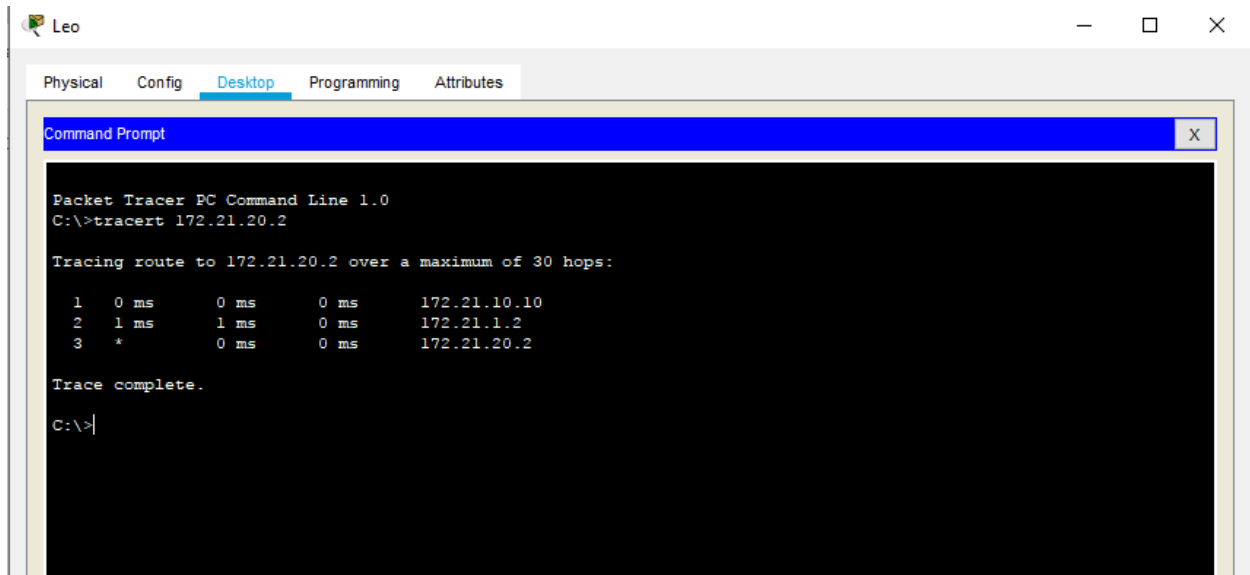 Leo
Physical Config Desktop Programming Attributes
Command Prompt X
Packet Tracer PC Command Line 1.0
C:\>tracert 172.21.20.2
Tracing route to 172.21.20.2 over a maximum of 30 hops:
1 0 ms 0 ms 0 ms 172.21.10.10
2 1 ms 1 ms 0 ms 172.21.1.2
3 * 0 ms 0 ms 172.21.20.2
Trace complete.
C:\>